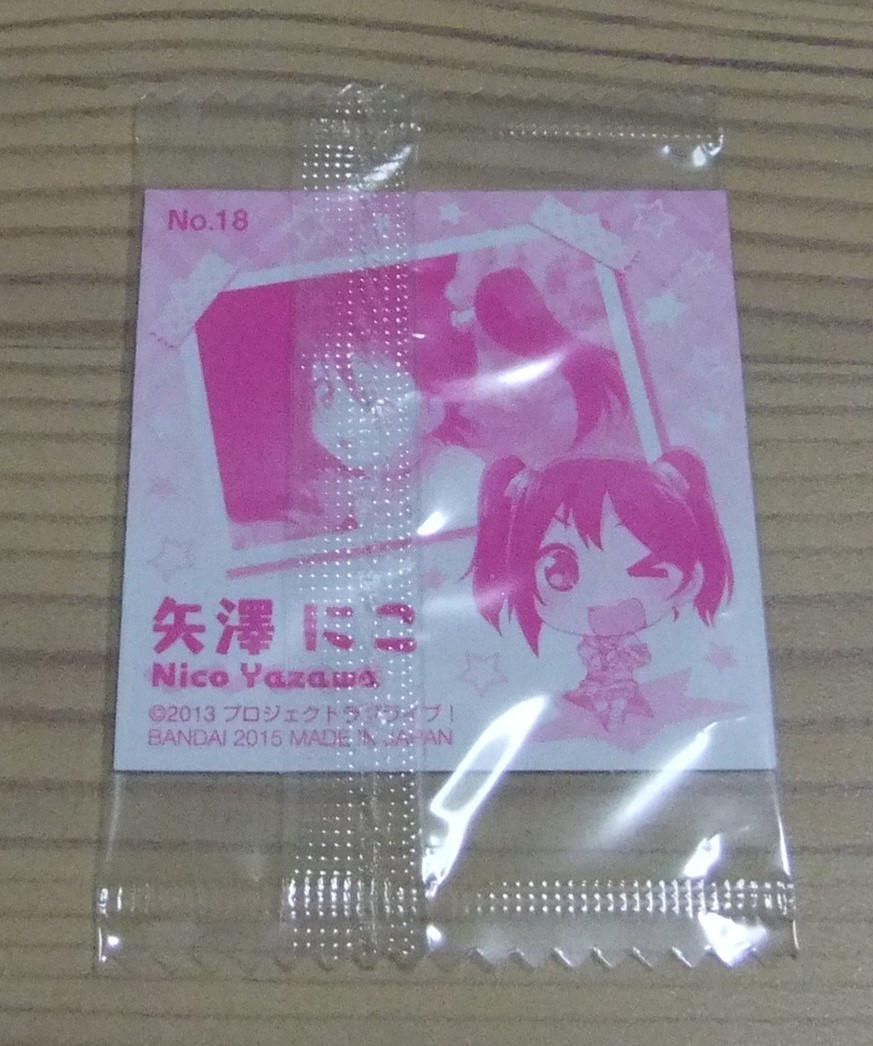 No.18
矢澤 にこ
Nico Yazawa
©2013 プロジェクトラブライブ！
BANDAI 2015 MADE IN JAPAN